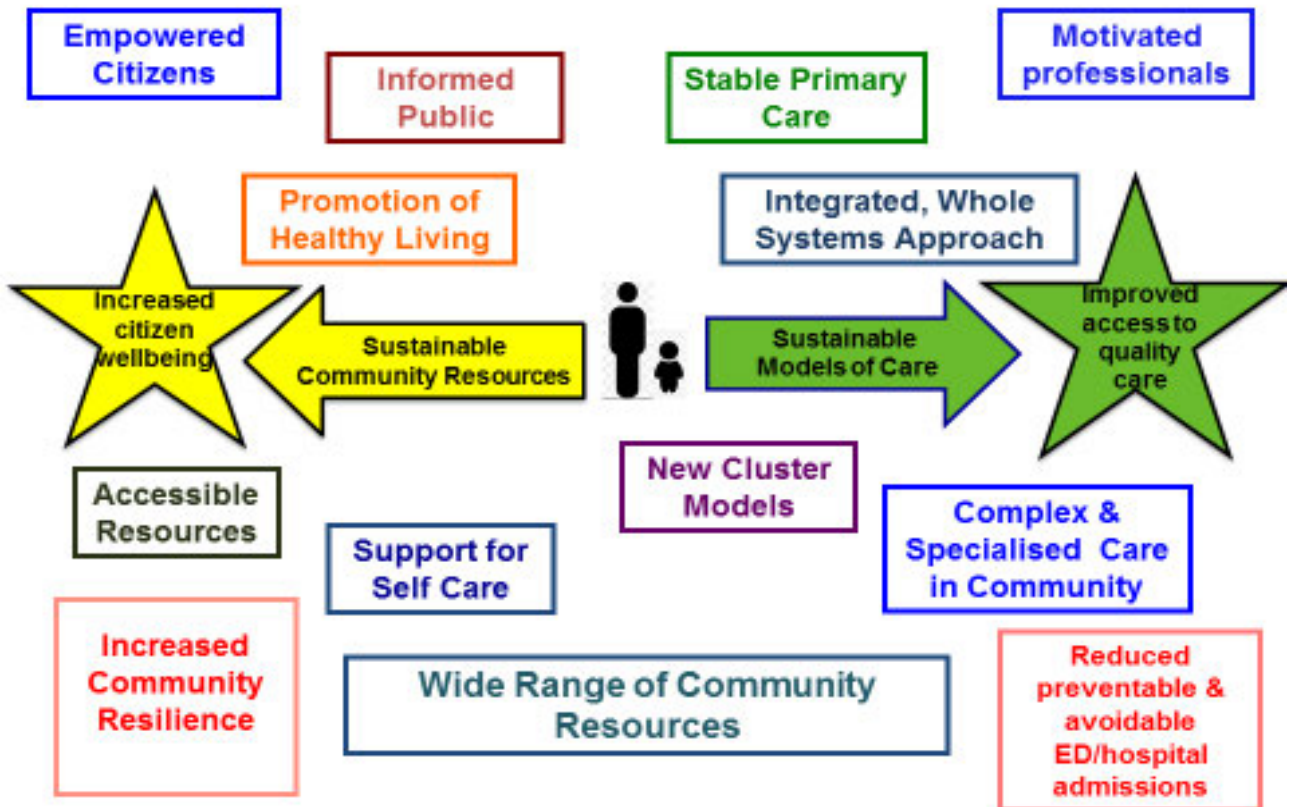 Empowered
Citizens
Informed
Public
Stable Primary
Care
Motivated
professionals
Promotion of
Healthy Living
Integrated, Whole
Systems Approach
Increased
citizen
wellbeing
Sustainable
Community Resources
Sustainable
Models of Care
Improved
access to
quality
care
Accessible
Resources
Support for
Self Care
New Cluster
Models
Complex &
Specialised Care
in Community
Increased
Community
Resilience
Wide Range of Community
Resources
Reduced
preventable &
avoidable
ED/hospital
admissions